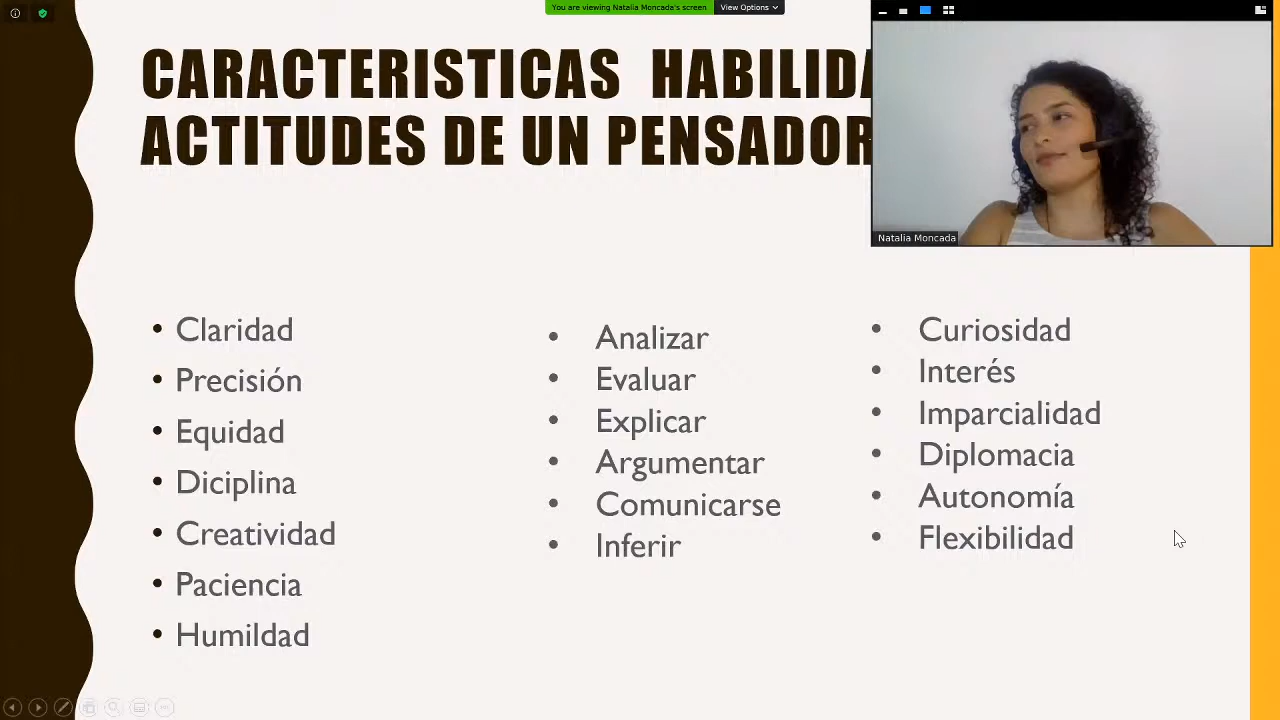 You are viewing Natalia Moncada's screen
View Options
CARACTERISTICAS HABILIDA
ACTITUDES DE UN PENSADOR
Natalia Moncada
• Claridad
• Precisión
• Equidad
• Diciplina
• Creatividad
• Paciencia
• Humildad
• Analizar
• Evaluar
• Explicar
• Argumentar
• Comunicarse
• Inferir
• Curiosidad
• Interés
• Imparcialidad
• Diplomacia
• Autonomía
• Flexibilidad